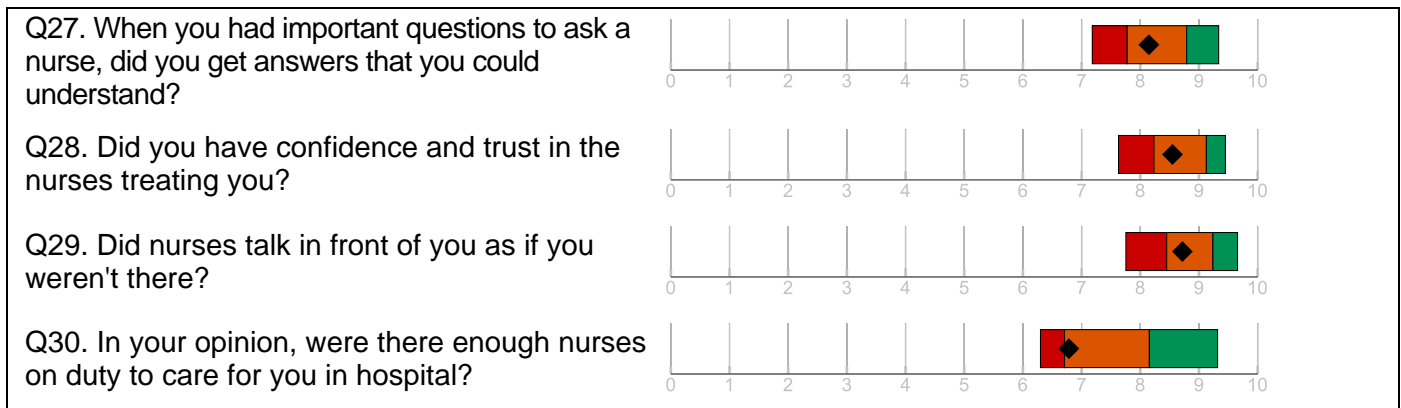 Q27. When you had important questions to ask a
nurse, did you get answers that you could
understand?
0 1 2 3 4 5 6 7 8 9 10
Q28. Did you have confidence and trust in the
nurses treating you?
0 1 2 3 4 5 6 7 8 9 10
Q29. Did nurses talk in front of you as if you
weren't there?
0 1 2 3 4 5 6 7 8 9 10
Q30. In your opinion, were there enough nurses
on duty to care for you in hospital?
0 1 2 3 4 5 6 7 8 9 10